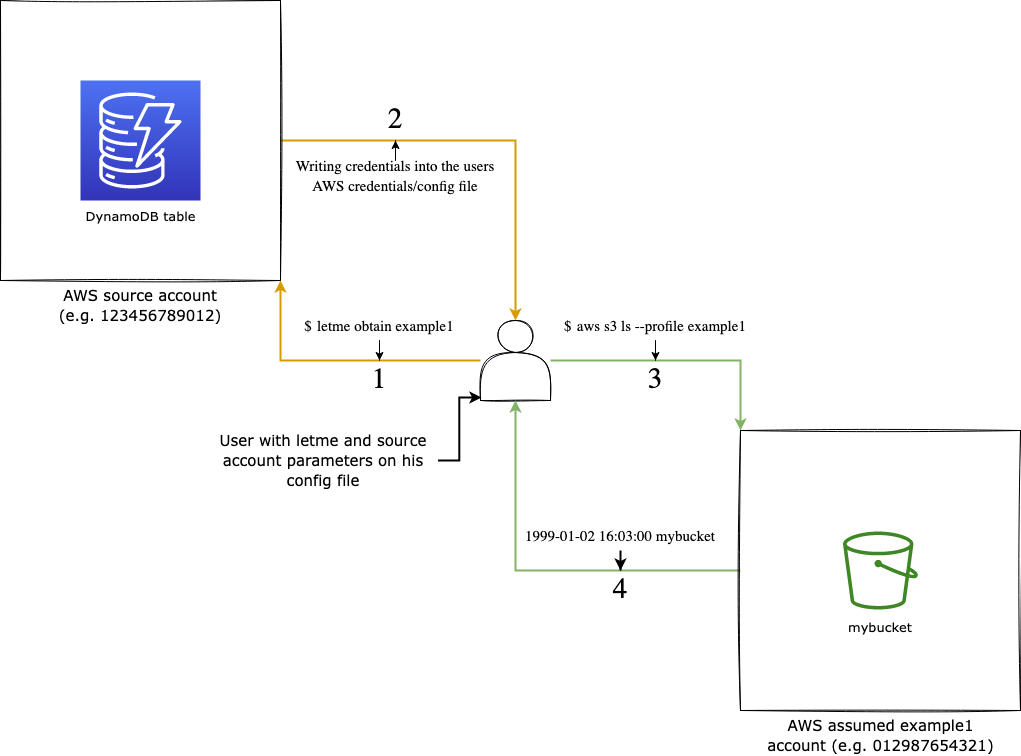 2
Writing credentials into the users
AWS credentials/config file
DynamoDB table
AWS source account
(e.g. 123456789012)
$ letme obtain example1
1
$ aws s3 ls --profile example1
3
User with letme and source
account parameters on his
config file
1999-01-02 16:03:00 mybucket
4
mybucket
AWS assumed example1
account (e.g. 012987654321)